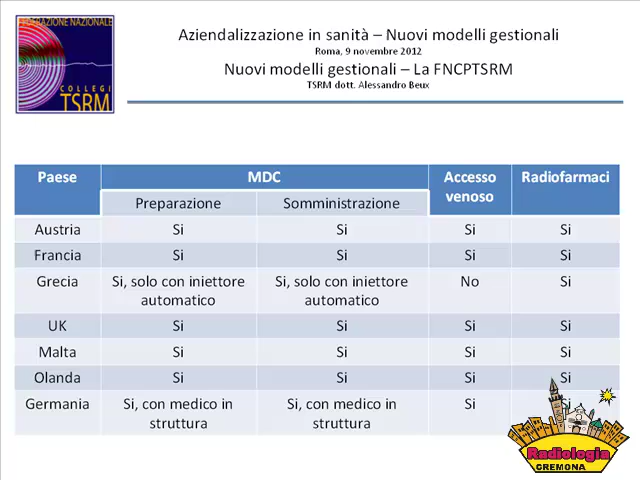 FEDERAZIONE NAZIONALE
COLLEGI
TSRM
Aziendalizzazione in sanità – Nuovi modelli gestionali
Roma, 9 novembre 2012
Nuovi modelli gestionali – La FNCPTSRM
TSRM dott. Alessandro Beux
Paese MDC Accesso venoso Radiofarmaci
Preparazione Somministrazione
Austria Si Si Si Si
Francia Si Si Si Si
Grecia Si, solo con iniettore automatico Si, solo con iniettore automatico No Si
UK Si Si Si Si
Malta Si Si Si Si
Olanda Si Si Si Si
Germania Si, con medico in struttura Si, con medico in struttura Si Si
Radiologia
CREMONA